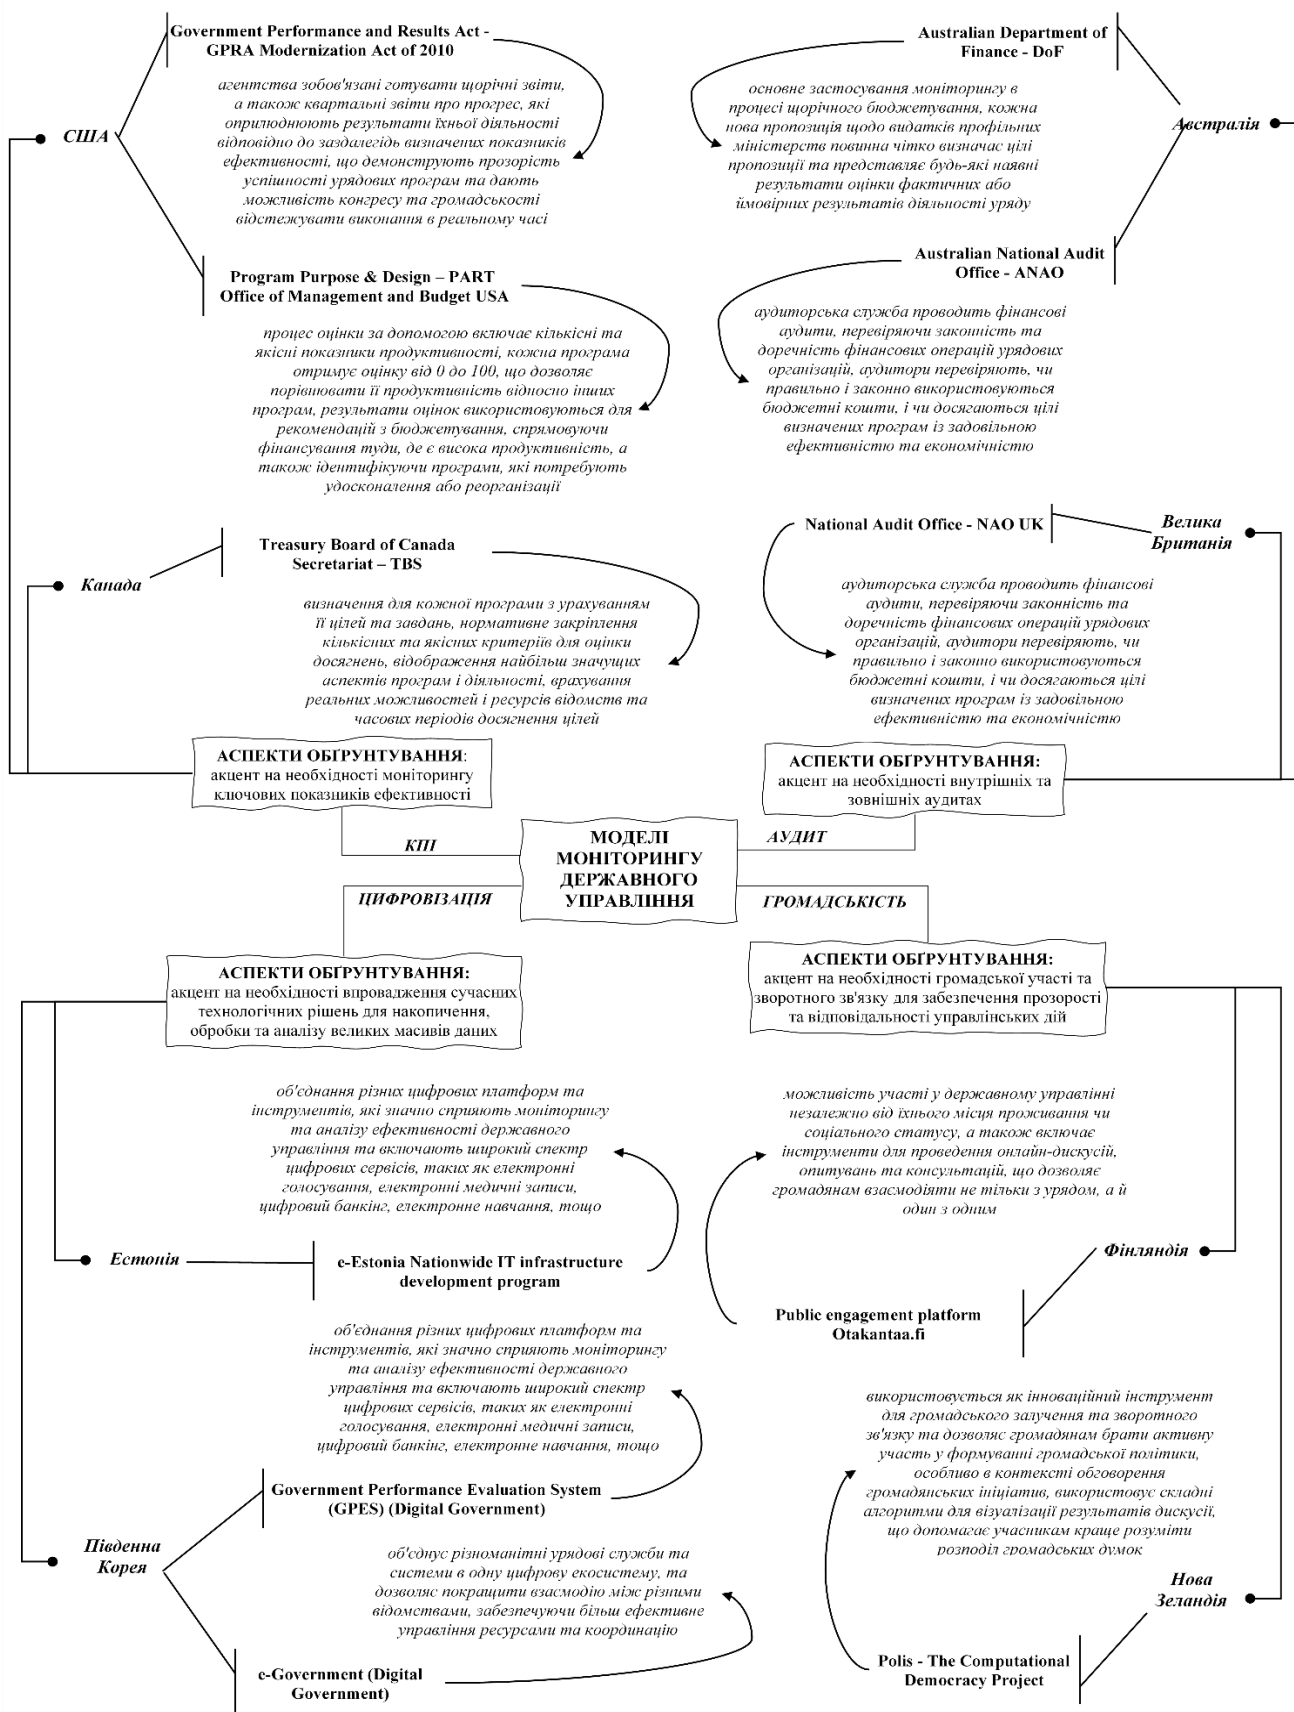 Government Performance and Results Act -
GPRA Modernization Act of 2010
агентства зобов'язані готувати щорічні звіти,
а також квартальні звіти про прогрес, які
оприлюднюють результати їхньої діяльності
відповідно до заздалегідь визначених показників
ефективності, що демонструють прозорість
успішності урядових програм та дають
можливість конгресу та громадськості
відстежувати виконання в реальному часі
США
Program Purpose & Design – PART
Office of Management and Budget USA
процес оцінки за допомогою включає кількісні та
якісні показники продуктивності, кожна програма
отримує оцінку від 0 до 100, що дозволяє
порівнювати її продуктивність відносно інших
програм, результати оцінок використовуються для
рекомендацій з бюджетування, спрямовуючи
фінансування туди, де є висока продуктивність, а
також ідентифікуючи програми, які потребують
удосконалення або реорганізації
Treasury Board of Canada
Secretariat – TBS
Канада
визначення для кожної програми з урахуванням
її цілей та завдань, нормативне закріплення
кількісних та якісних критеріїв для оцінки
досягнень, відображення найбільш значущих
аспектів програм і діяльності, врахування
реальних можливостей і ресурсів відомств та
часових періодів досягнення цілей
Australian Department of
Finance - DoF
основне застосування моніторингу в
процесі щорічного бюджетування, кожна
нова пропозиція щодо видатків профільних
міністерств повинна чітко визначає цілі
пропозиції та представляє будь-які наявні
результати оцінки фактичних або
ймовірних результатів діяльності уряду
Австралія
Australian National Audit
Office - ANAO
аудиторська служба проводить фінансові
аудити, перевіряючи законність та
доречність фінансових операцій урядових
організацій, аудитори перевіряють, чи
правильно і законно використовуються
бюджетні кошти, і чи досягаються цілі
визначених програм із задовільною
ефективністю та економічністю
National Audit Office - NAO UK
Велика
Британія
аудиторська служба проводить фінансові
аудити, перевіряючи законність та
доречність фінансових операцій урядових
організацій, аудитори перевіряють, чи
правильно і законно використовуються
бюджетні кошти, і чи досягаються цілі
визначених програм із задовільною
ефективністю та економічністю
АСПЕКТИ ОБҐРУНТУВАННЯ:
акцент на необхідності моніторингу
ключових показників ефективності
АСПЕКТИ ОБҐРУНТУВАННЯ:
акцент на необхідності внутрішніх та
зовнішніх аудитах
КПІ
АУДИТ
МОДЕЛІ
МОНІТОРИНГУ
ДЕРЖАВНОГО
УПРАВЛІННЯ
ЦИФРОВІЗАЦІЯ
ГРОМАДСЬКІСТЬ
АСПЕКТИ ОБҐРУНТУВАННЯ:
акцент на необхідності впровадження сучасних
технологічних рішень для накопичення,
обробки та аналізу великих масивів даних
АСПЕКТИ ОБҐРУНТУВАННЯ:
акцент на необхідності громадської участі та
зворотного зв'язку для забезпечення прозорості
та відповідальності управлінських дій
об'єднання різних цифрових платформ та
інструментів, які значно сприяють моніторингу
та аналізу ефективності державного
управління та включають широкий спектр
цифрових сервісів, таких як електронні
голосування, електронні медичні записи,
цифровий банкінг, електронне навчання, тощо
Естонія
e-Estonia Nationwide IT infrastructure
development program
об'єднання різних цифрових платформ та
інструментів, які значно сприяють моніторингу
та аналізу ефективності державного
управління та включають широкий спектр
цифрових сервісів, таких як електронні
голосування, електронні медичні записи,
цифровий банкінг, електронне навчання, тощо
Government Performance Evaluation System
(GPES) (Digital Government)
Південна
Корея
об'єднує різноманітні урядові служби та
системи в одну цифрову екосистему, та
дозволяє покращити взаємодію між різними
відомствами, забезпечуючи більш ефективне
управління ресурсами та координацію
e-Government (Digital
Government)
можливість участі у державному управлінні
незалежно від їхнього місця проживання чи
соціального статусу, а також включає
інструменти для проведення онлайн-дискусій,
опитувань та консультацій, що дозволяє
громадянам взаємодіяти не тільки з урядом, а й
один з одним
Фінляндія
Public engagement platform
Otakantaa.fi
використовується як інноваційний інструмент
для громадського залучення та зворотного
зв'язку та дозволяє громадянам брати активну
участь у формуванні громадської політики,
особливо в контексті обговорення
громадянських ініціатив, використовує складні
алгоритми для візуалізації результатів дискусії,
що допомагає учасникам краще розуміти
розподіл громадських думок
Нова
Зеландія
Polis - The Computational
Democracy Project